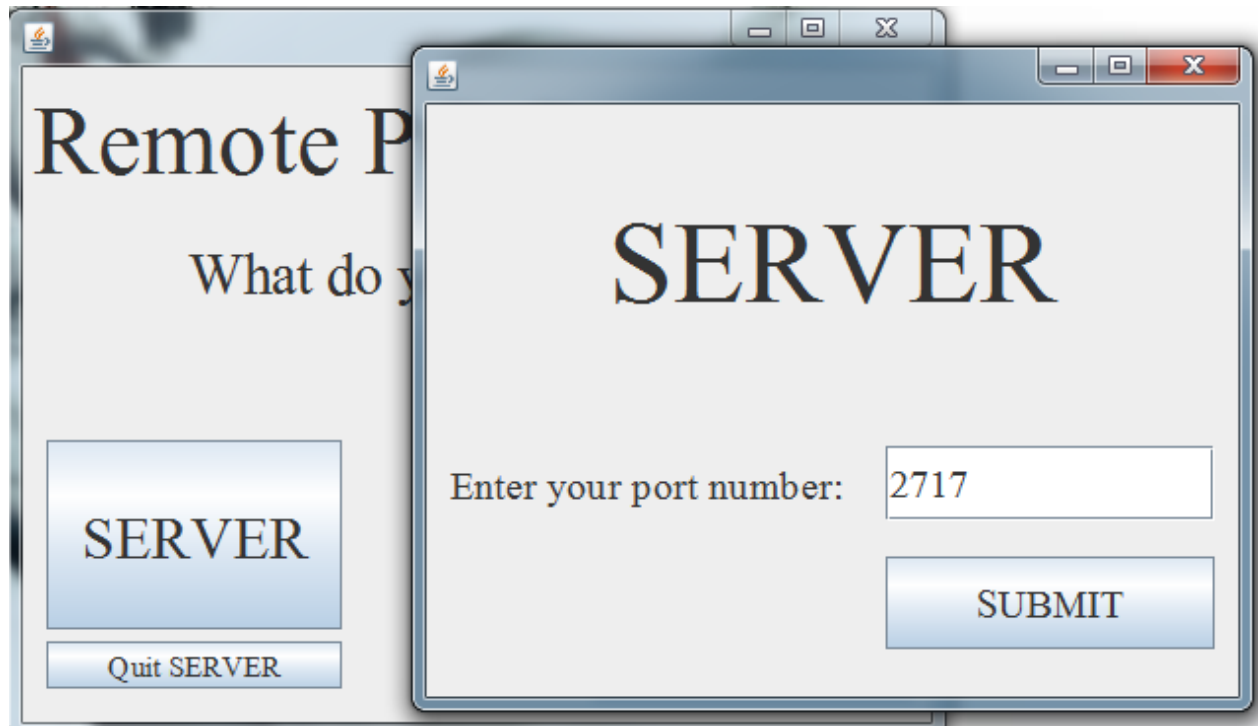 Remote P
What do y
SERVER
Quit SERVER
SERVER
Enter your port number:
2717
SUBMIT